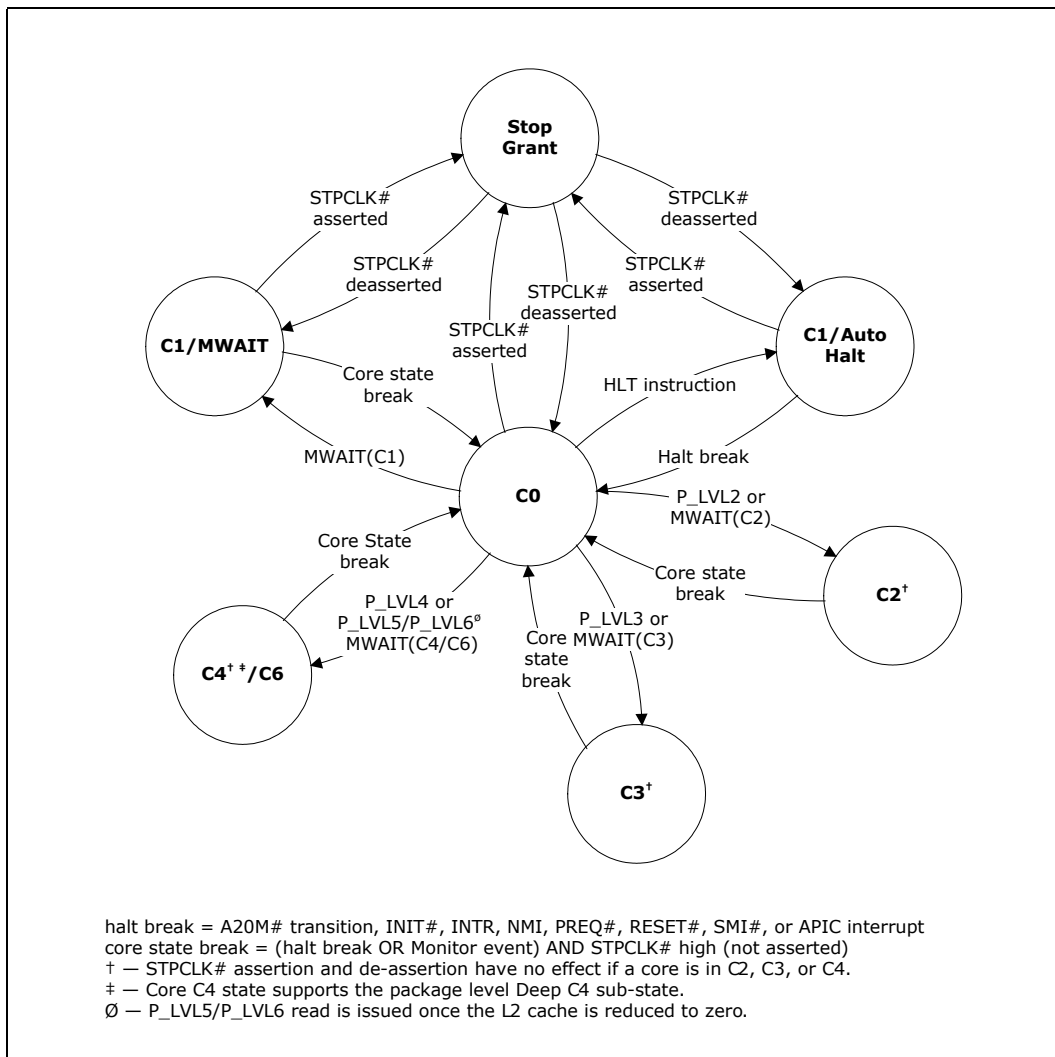 Stop
Grant
STPCLK#
asserted
STPCLK#
deasserted
STPCLK#
deasserted
STPCLK#
asserted
STPCLK#
deasserted
STPCLK#
asserted
C1/MWAIT
C1/Auto
Halt
Core state
break
HLT instruction
MWAIT(C1)
Halt break
C0
P_LVL2 or
MWAIT(C2)
Core State
break
Core state
break
C2†
P_LVL4 or
P_LVL5/P_LVL6ø
MWAIT(C4/C6)
P_LVL3 or
MWAIT(C3)
Core
state
break
C4† ‡/C6
C3†
halt break = A20M# transition, INIT#, INTR, NMI, PREQ#, RESET#, SMI#, or APIC interrupt
core state break = (halt break OR Monitor event) AND STPCLK# high (not asserted)
† — STPCLK# assertion and de-assertion have no effect if a core is in C2, C3, or C4.
‡ — Core C4 state supports the package level Deep C4 sub-state.
Ø — P_LVL5/P_LVL6 read is issued once the L2 cache is reduced to zero.